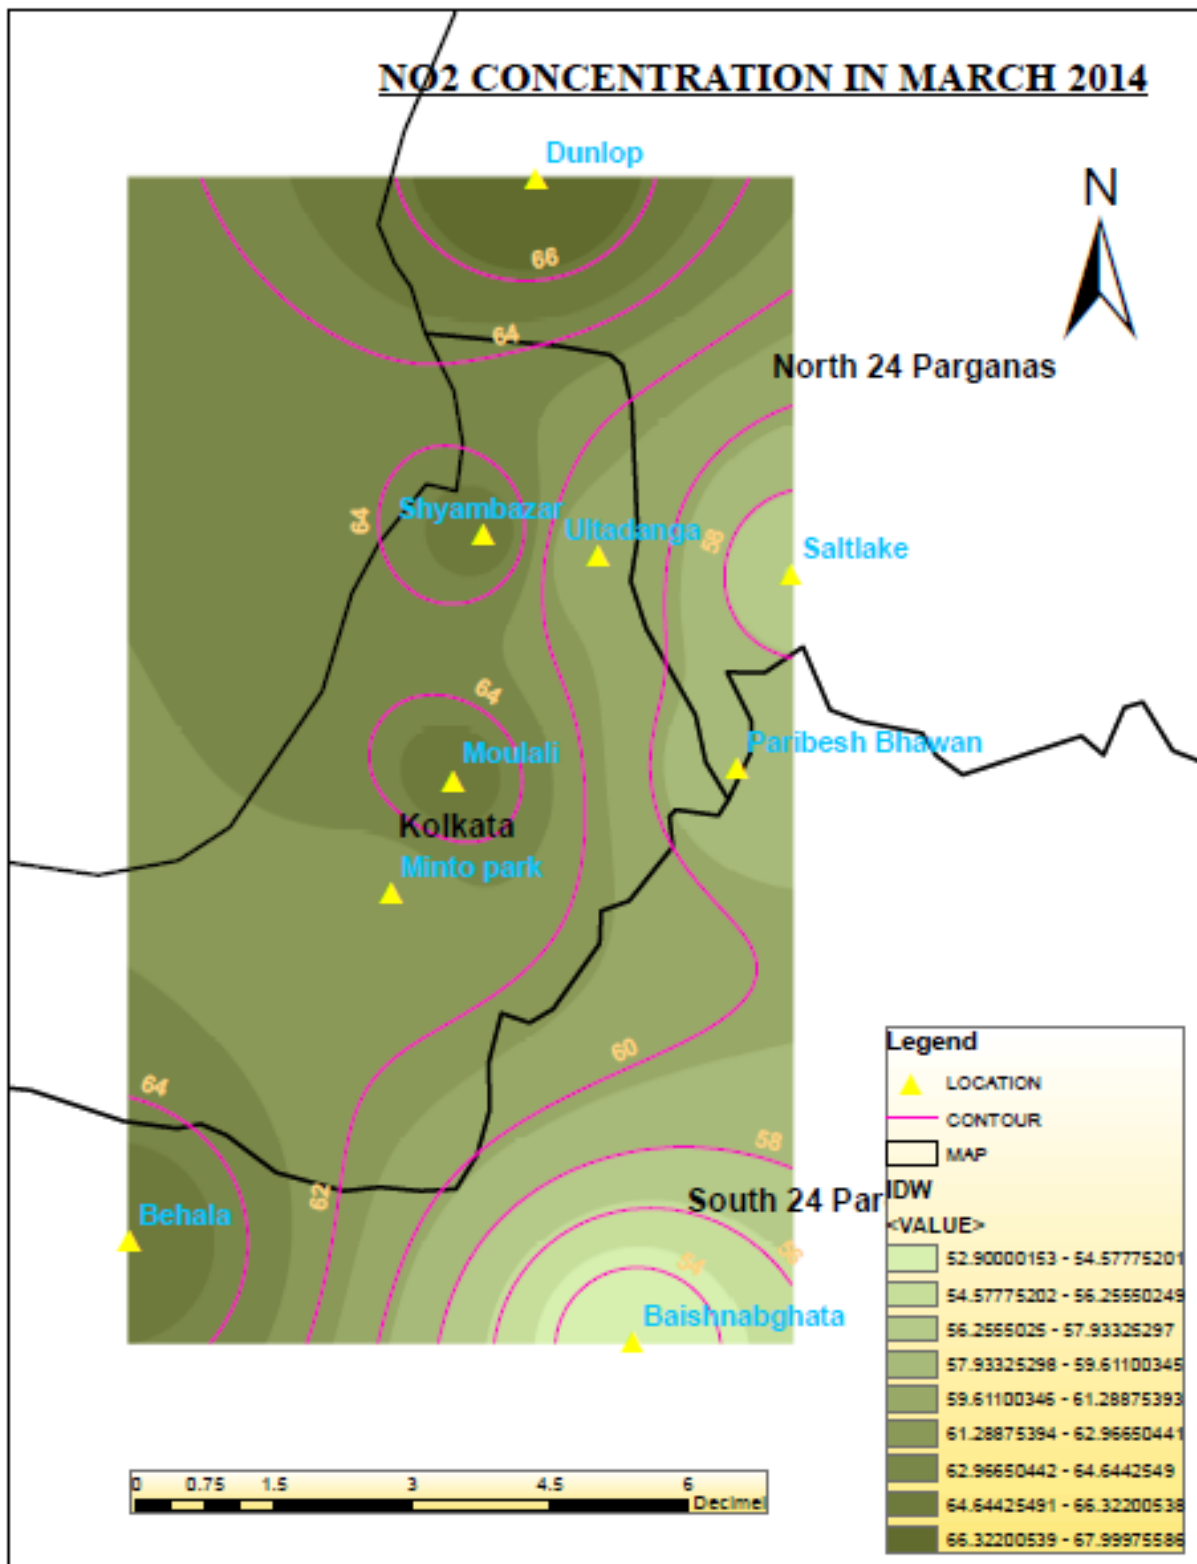 NO2 CONCENTRATION IN MARCH 2014
Dunlop
N
66
64
North 24 Parganas
Shyambazar
64
Ultadanga
58
Saltlake
64
Moulali
Paribesh Bhawan
Kolkata
Minto park
60
64
58
62
Behala
South 24 Par
56
54
Baishnabghata
Legend
LOCATION
CONTOUR
MAP
IDW
<VALUE>
52.90000153 - 54.57775201
54.57775202 - 56.25550249
56.2555025 - 57.93325297
57.93325298 - 59.61100345
59.61100346 - 61.28875393
61.28875394 - 62.96650441
62.96650442 - 64.6442549
64.64425491 - 66.32200538
66.32200539 - 67.99975586
0 0.75 1.5 3 4.5 6
Decimel